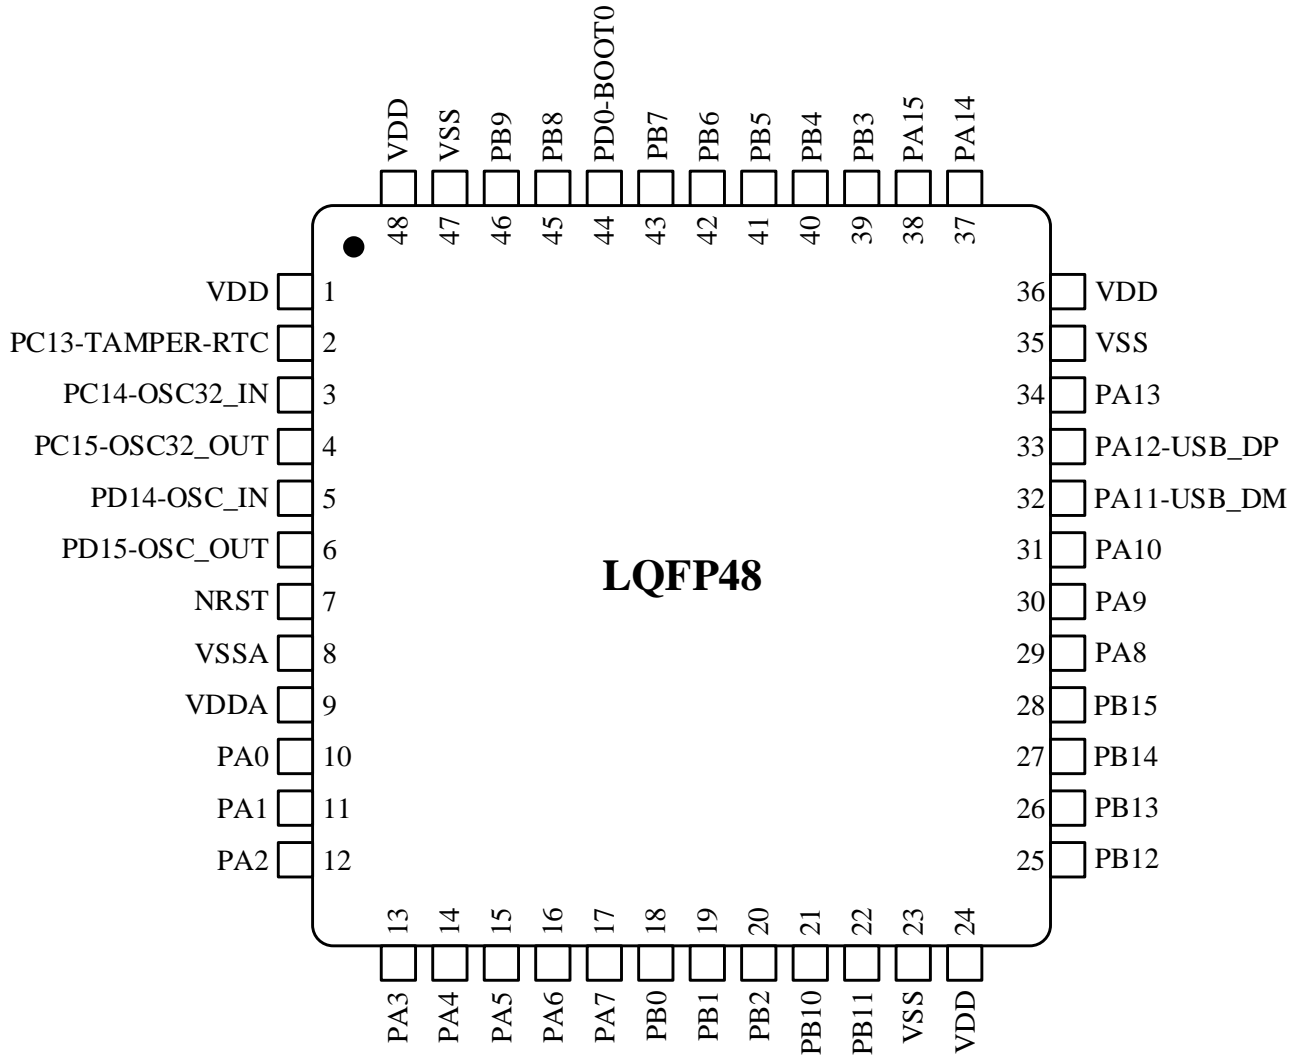 VDD
VSS
PB9
PB8
PD0-BOOT0
PB7
PB6
PB5
PB4
PB3
PA15
PA14
48
47
46
45
44
43
42
41
40
39
38
37
VDD 1
PC13-TAMPER-RTC 2
PC14-OSC32_IN 3
PC15-OSC32_OUT 4
PD14-OSC_IN 5
PD15-OSC_OUT 6
NRST 7
VSSA 8
VDDA 9
PA0 10
PA1 11
PA2 12
LQFP48
36 VDD
35 VSS
34 PA13
33 PA12-USB_DP
32 PA11-USB_DM
31 PA10
30 PA9
29 PA8
28 PB15
27 PB14
26 PB13
25 PB12
13
14
15
16
17
18
19
20
21
22
23
24
PA3
PA4
PA5
PA6
PA7
PB0
PB1
PB2
PB10
PB11
VSS
VDD